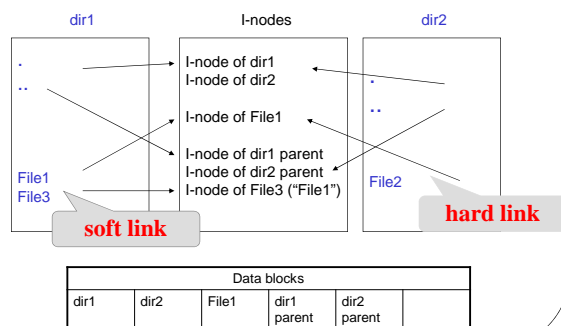 dir1
I-nodes
dir2
.
..
File1
File3
I-node of dir1
I-node of dir2
I-node of File1
I-node of dir1 parent
I-node of dir2 parent
I-node of File3 (“File1”)
.
..
File2
soft link
hard link
Data blocks
dir1 dir2 File1 dir1 dir2
parent parent